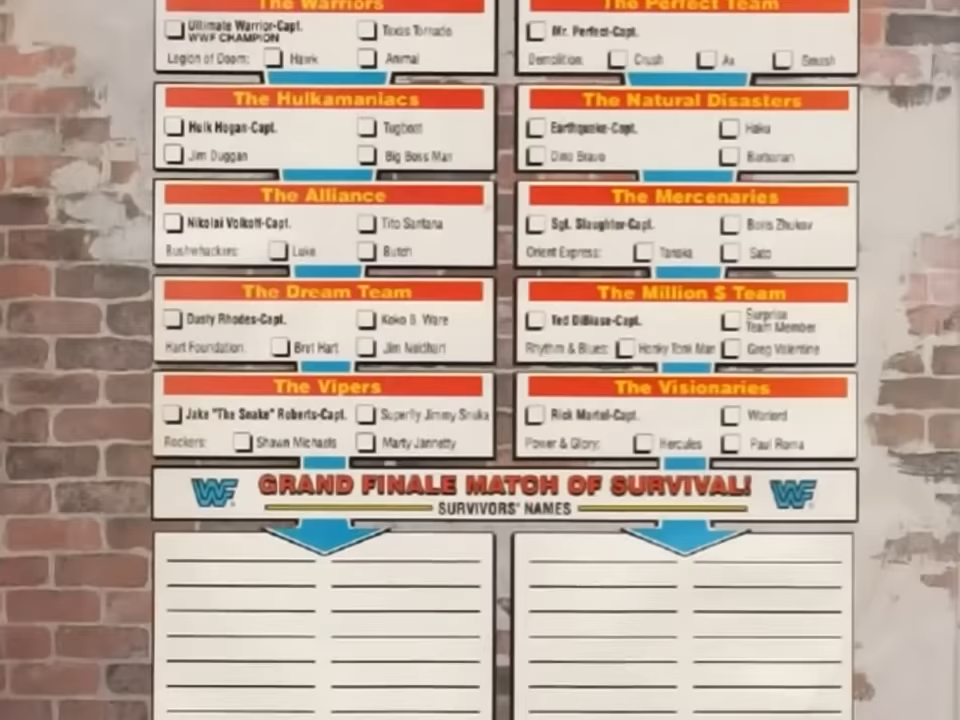 The Warriors
Ultimate Warrior-Capt.
WWF CHAMPION
Texas Tornado
Legion of Doom: Hawk Animal
The Perfect Team
Mr. Perfect-Capt.
Demolition: Crush Ax Smash
The Hulkamaniacs
Hulk Hogan-Capt. Tugboat
Jim Duggan Big Boss Man
The Natural Disasters
Earthquake-Capt. Haku
Dino Bravo Barbarian
The Alliance
Nikolai Volkoff-Capt. Tito Santana
Bushwhackers: Luke Butch
The Mercenaries
Sgt. Slaughter-Capt. Boris Zhukov
Orient Express: Tanaka Sato
The Dream Team
Dusty Rhodes-Capt. Koko B. Ware
Hart Foundation: Bret Hart Jim Neidhart
The Million $ Team
Ted DiBiase-Capt. Surprise
Team Member
Rhythm & Blues: Honky Tonk Man Greg Valentine
The Vipers
Jake "The Snake" Roberts-Capt. Superfly Jimmy Snuka
Rockers: Shawn Michaels Marty Jannetty
The Visionaries
Rick Martel-Capt. Warlord
Power & Glory: Hercules Paul Roma
WF GRAND FINALE MATCH OF SURVIVAL! WF
SURVIVORS' NAMES